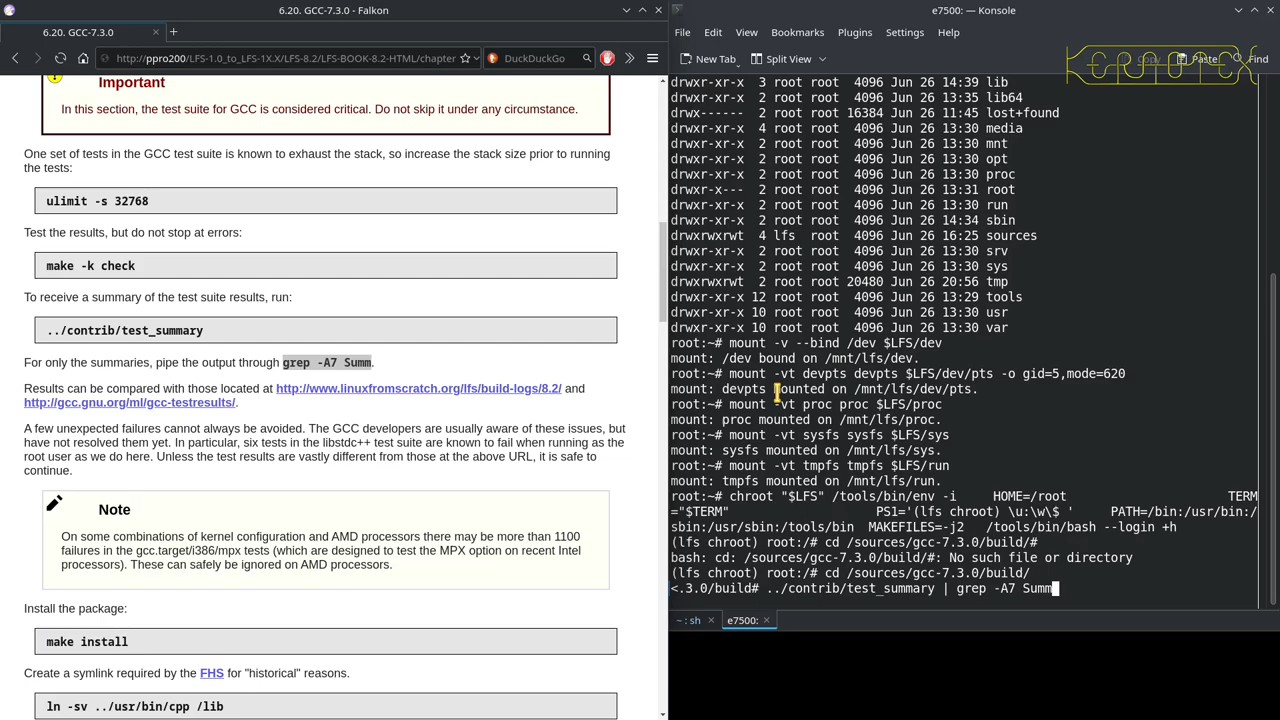 6.20. GCC-7.3.0 - Falkon
6.20. GCC-7.3.0
http://ppro200/LFS-1.0_to_LFS-1X.X/LFS-8.2/LFS-BOOK-8.2-HTML/chapter
DuckDuckGo
Important
In this section, the test suite for GCC is considered critical. Do not skip it under any circumstance.
One set of tests in the GCC test suite is known to exhaust the stack, so increase the stack size prior to running
the tests:
ulimit -s 32768
Test the results, but do not stop at errors:
make -k check
To receive a summary of the test suite results, run:
../contrib/test_summary
For only the summaries, pipe the output through grep -A7 Summ.
Results can be compared with those located at http://www.linuxfromscratch.org/lfs/build-logs/8.2/ and
http://gcc.gnu.org/ml/gcc-testresults/.
A few unexpected failures cannot always be avoided. The GCC developers are usually aware of these issues, but
have not resolved them yet. In particular, six tests in the libstdc++ test suite are known to fail when running as the
root user as we do here. Unless the test results are vastly different from those at the above URL, it is safe to
continue.
Note
On some combinations of kernel configuration and AMD processors there may be more than 1100
failures in the gcc.target/i386/mpx tests (which are designed to test the MPX option on recent Intel
processors). These can safely be ignored on AMD processors.
Install the package:
make install
Create a symlink required by the FHS for "historical" reasons.
ln -sv ../usr/bin/cpp /lib
e7500: — Konsole
File Edit View Bookmarks Plugins Settings Help
New Tab Split View Copy Paste Find
drwxr-xr-x 3 root root 4096 Jun 26 14:39 lib
drwxr-xr-x 2 root root 4096 Jun 26 13:35 lib64
drwx------ 2 root root 16384 Jun 26 11:45 lost+found
drwxr-xr-x 4 root root 4096 Jun 26 13:30 media
drwxr-xr-x 2 root root 4096 Jun 26 13:30 mnt
drwxr-xr-x 2 root root 4096 Jun 26 13:30 opt
drwxr-xr-x 2 root root 4096 Jun 26 13:30 proc
drwxr-x--- 2 root root 4096 Jun 26 13:31 root
drwxr-xr-x 2 root root 4096 Jun 26 13:30 run
drwxr-xr-x 2 root root 4096 Jun 26 14:34 sbin
drwxrwxrwt 4 lfs root 4096 Jun 26 16:25 sources
drwxr-xr-x 2 root root 4096 Jun 26 13:30 srv
drwxr-xr-x 2 root root 4096 Jun 26 13:30 sys
drwxrwxrwt 2 root root 20480 Jun 26 20:56 tmp
drwxr-xr-x 12 root root 4096 Jun 26 13:29 tools
drwxr-xr-x 10 root root 4096 Jun 26 13:30 usr
drwxr-xr-x 10 root root 4096 Jun 26 13:30 var
root:~# mount -v --bind /dev $LFS/dev
mount: /dev bound on /mnt/lfs/dev.
root:~# mount -vt devpts devpts $LFS/dev/pts -o gid=5,mode=620
mount: devpts mounted on /mnt/lfs/dev/pts.
root:~# mount -vt proc proc $LFS/proc
mount: proc mounted on /mnt/lfs/proc.
root:~# mount -vt sysfs sysfs $LFS/sys
mount: sysfs mounted on /mnt/lfs/sys.
root:~# mount -vt tmpfs tmpfs $LFS/run
mount: tmpfs mounted on /mnt/lfs/run.
root:~# chroot "$LFS" /tools/bin/env -i HOME=/root TERM
="$TERM" PS1='(lfs chroot) \u:\w\$ ' PATH=/bin:/usr/bin:/
sbin:/usr/sbin:/tools/bin MAKEFILES=-j2 /tools/bin/bash --login +h
(lfs chroot) root:/# cd /sources/gcc-7.3.0/build/#
bash: cd: /sources/gcc-7.3.0/build/#: No such file or directory
(lfs chroot) root:/# cd /sources/gcc-7.3.0/build/
<.3.0/build# ../contrib/test_summary | grep -A7 Summ
~ : sh
e7500: